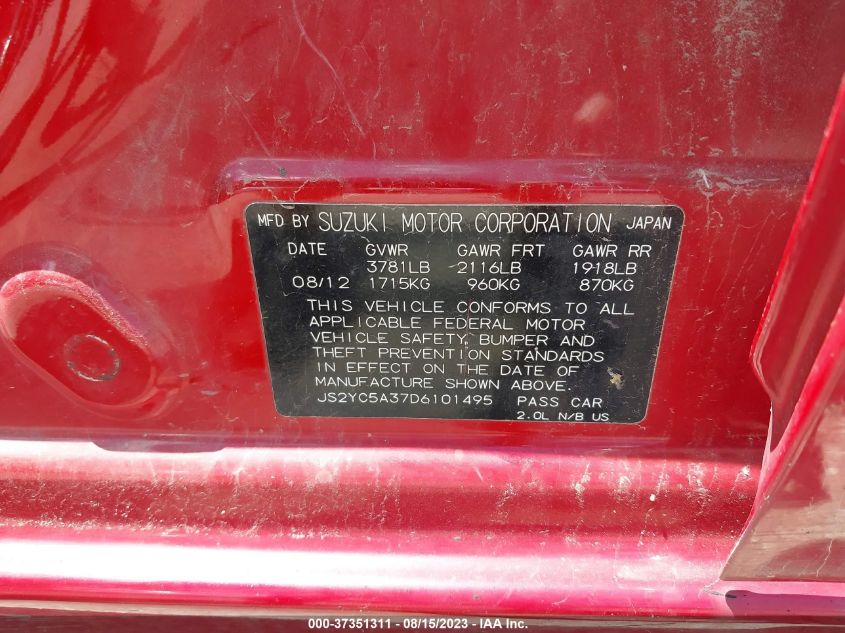 MFD BY SUZUKI MOTOR CORPORATION JAPAN
DATE GVWR GAWR FRT GAWR RR
3781LB 2116LB 1918LB
08/12 1715KG 960KG 870KG
THIS VEHICLE CONFORMS TO ALL
APPLICABLE FEDERAL MOTOR
VEHICLE SAFETY, BUMPER AND
THEFT PREVENTION STANDARDS
IN EFFECT ON THE DATE OF
MANUFACTURE SHOWN ABOVE.
JS2YC5A37D6101495 PASS CAR
2.0L N/B US
000-37351311 - 08/15/2023 - IAA Inc.